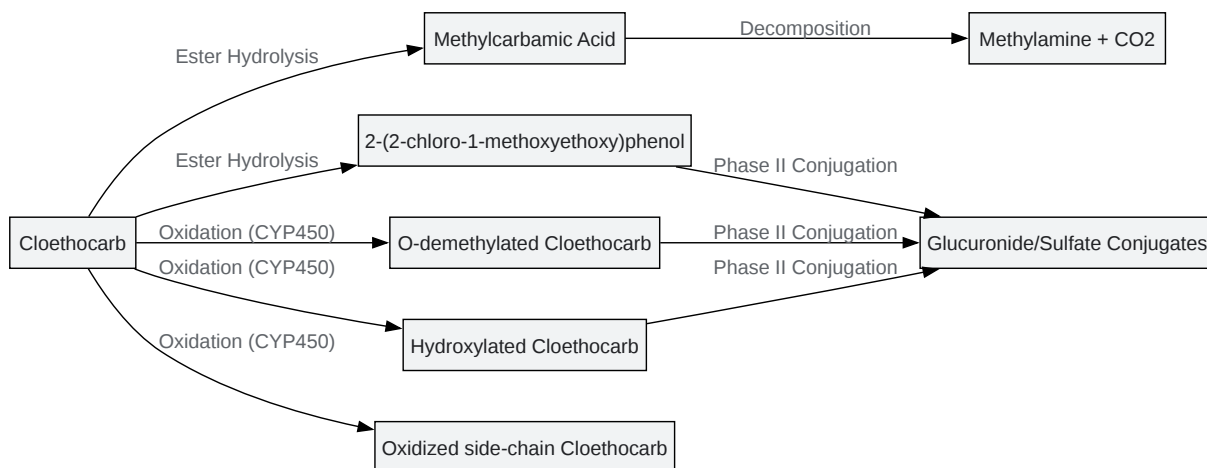 Methylcarbamic Acid
Decomposition
Methylamine + CO2
Ester Hydrolysis
2-(2-chloro-1-methoxyethoxy)phenol
Ester Hydrolysis
Phase II Conjugation
Cloethocarb
Oxidation (CYP450)
O-demethylated Cloethocarb
Phase II Conjugation
Glucuronide/Sulfate Conjugates
Oxidation (CYP450)
Phase II Conjugation
Oxidation (CYP450)
Hydroxylated Cloethocarb
Oxidized side-chain Cloethocarb